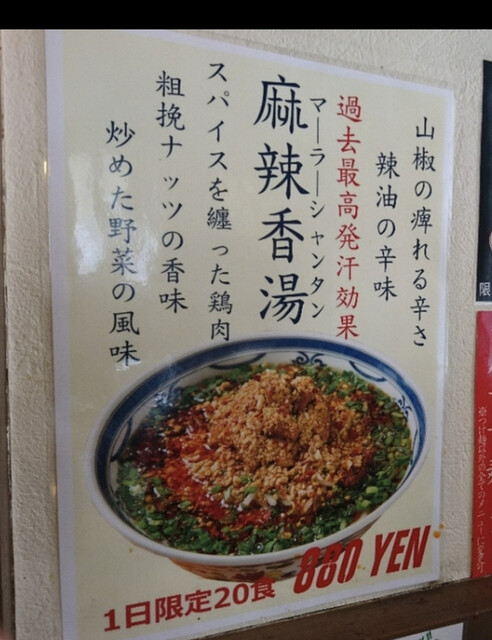 山椒の痺れる辛さ
辣油の辛味
過去最高発汗効果
マーラーシャンタン
麻辣香湯
スパイスを纏った鶏肉
粗挽ナッツの香味
炒めた野菜の風味
1日限定20食
880 YEN
限